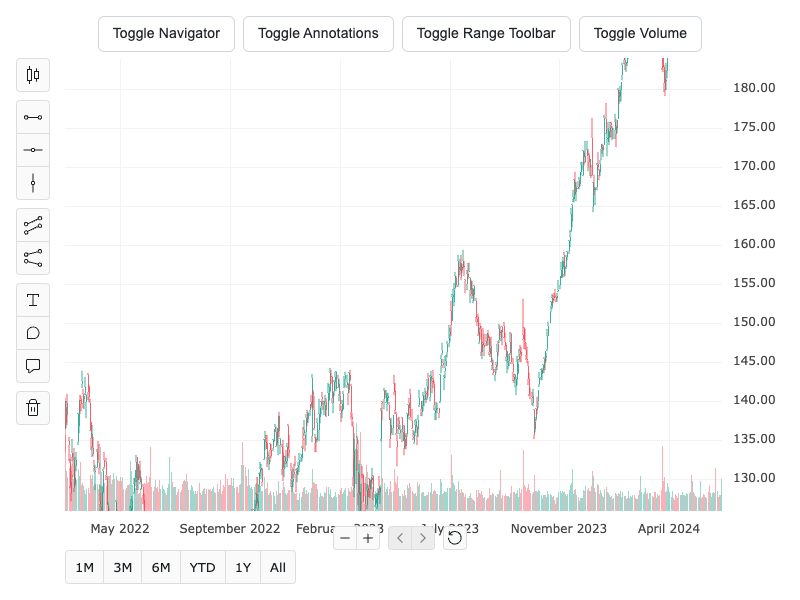 Toggle Navigator Toggle Annotations Toggle Range Toolbar Toggle Volume
180.00
175.00
170.00
165.00
160.00
155.00
150.00
145.00
140.00
135.00
130.00
T
May 2022 September 2022 2023 2023 November 2023 April 2024
1M 3M 6M YTD 1Y All